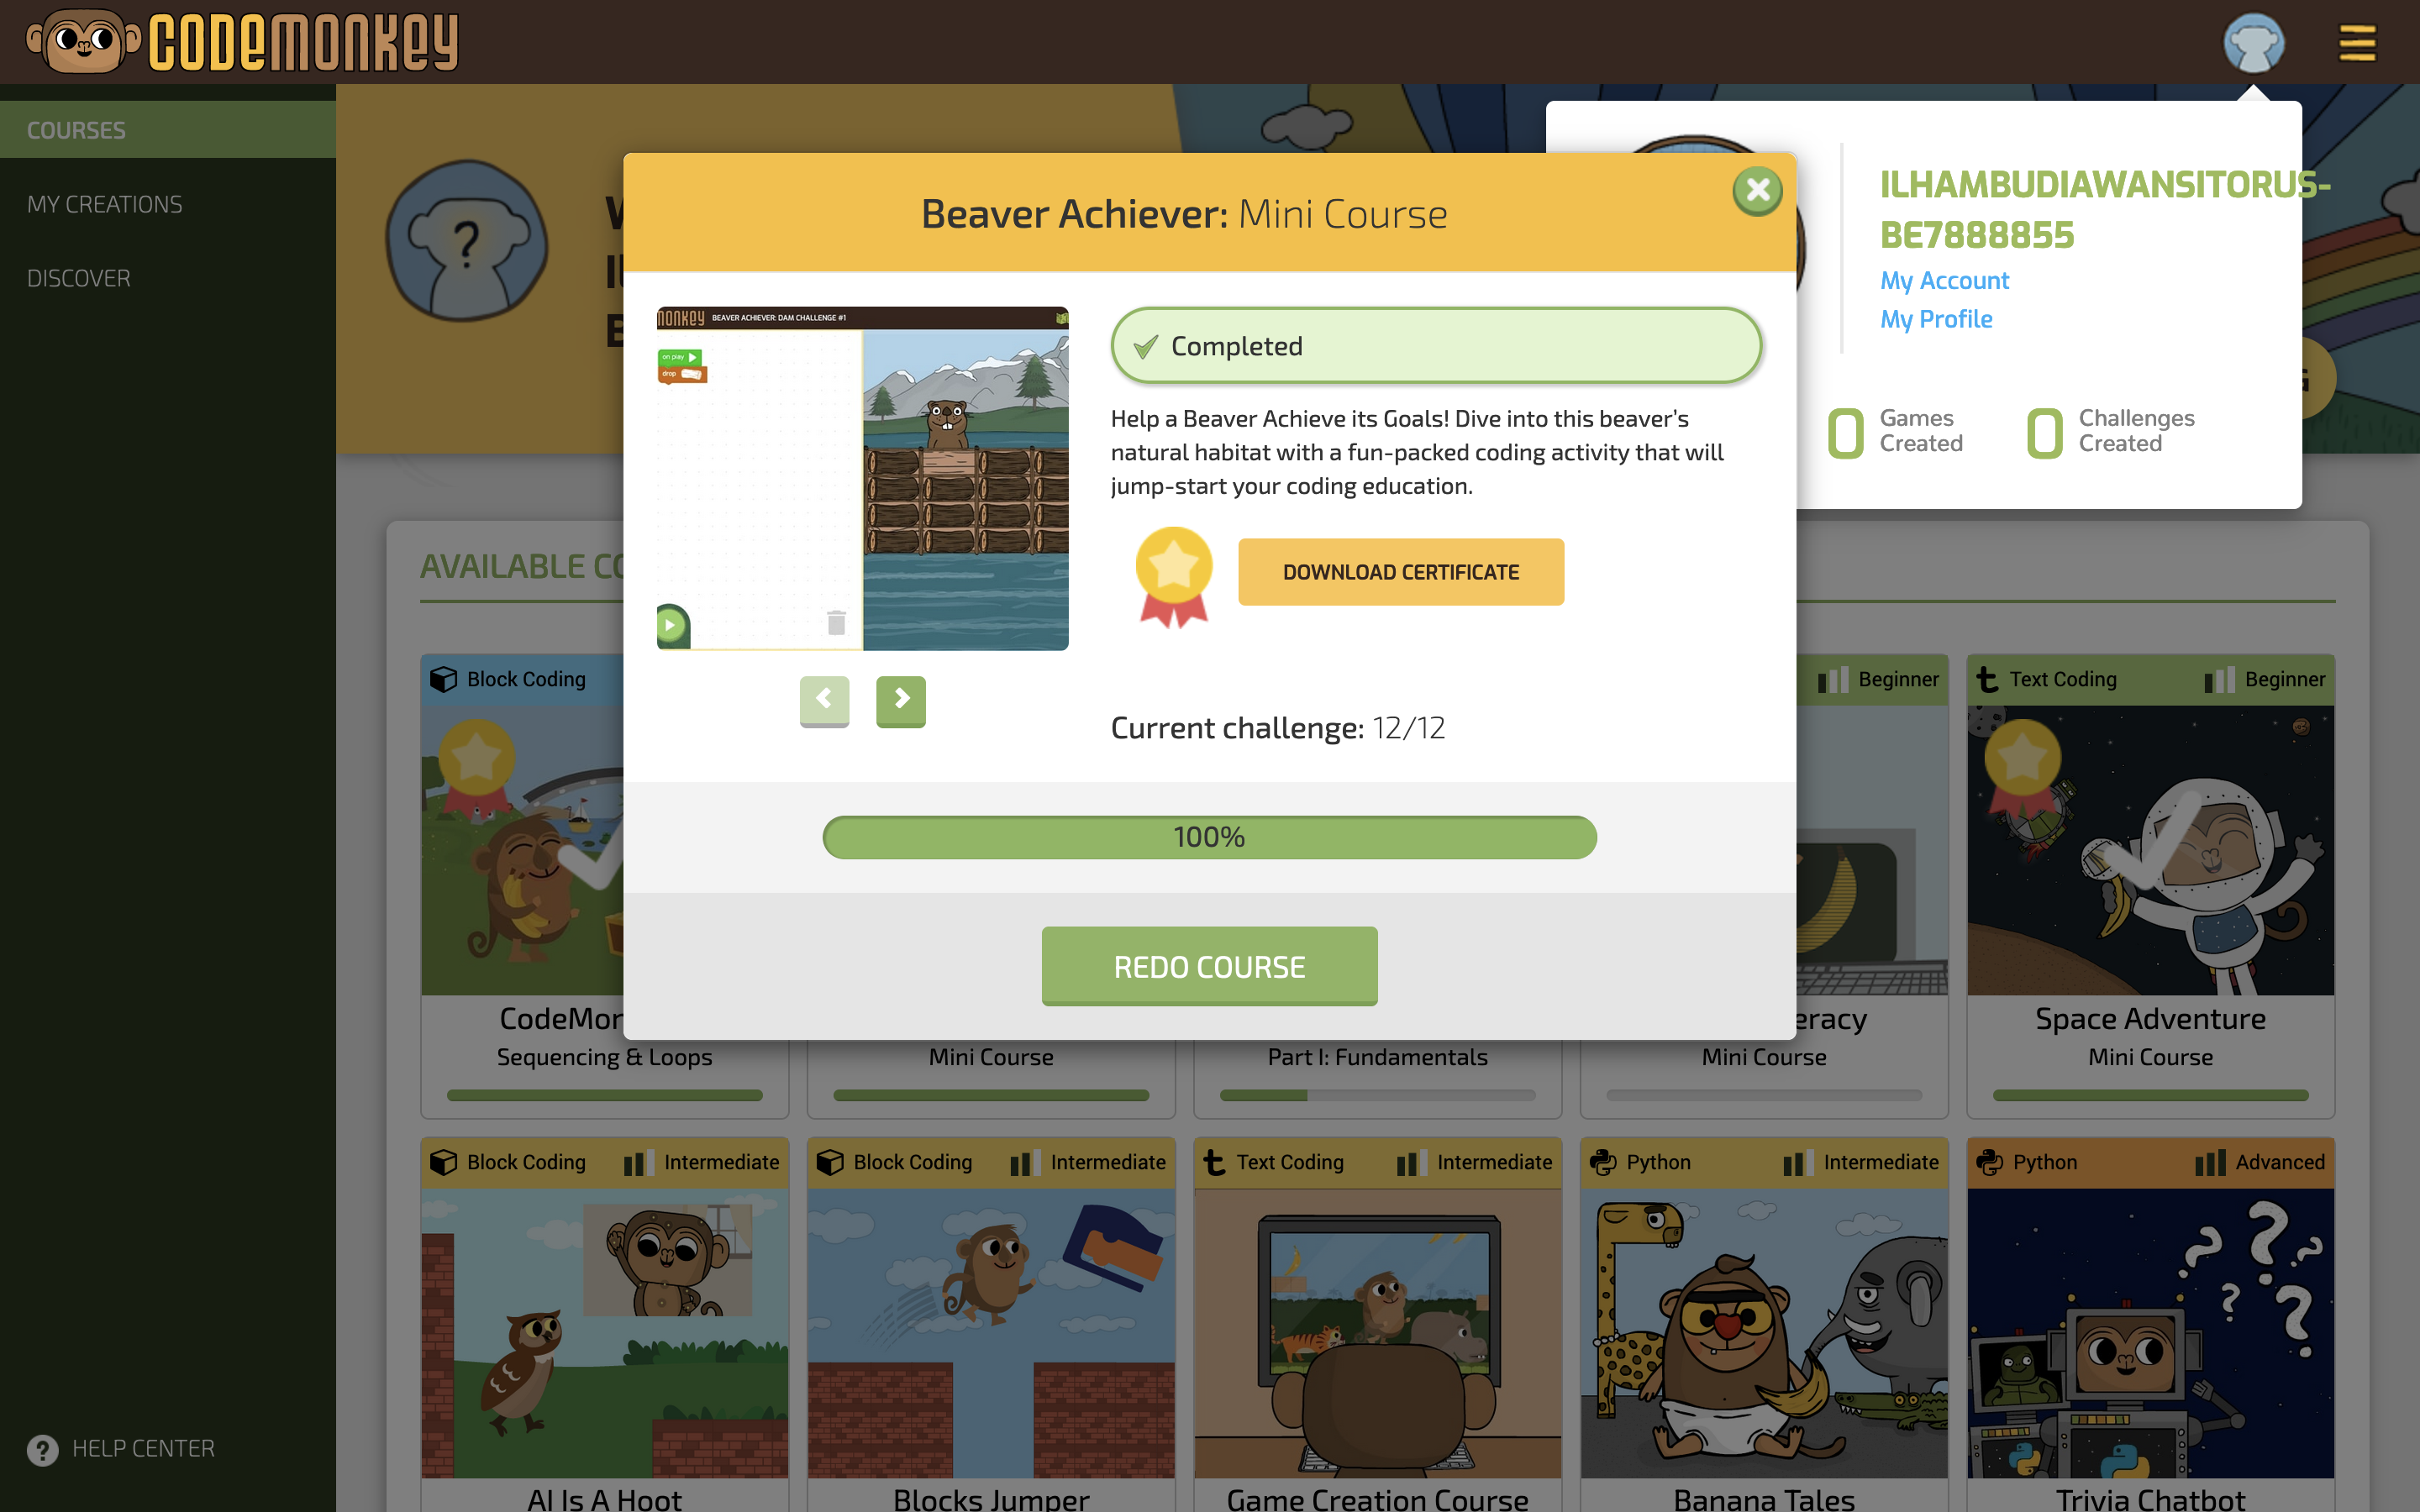 CODEMONKEY
COURSES
MY CREATIONS
DISCOVER
HELP CENTER
ILHAMBUDIAWANSITORUS-
BE7888855
My Account
My Profile
0 Games
Created
0 Challenges
Created
Beaver Achiever: Mini Course
BEAVER ACHIEVER: DAM CHALLENGE #1
on play
drop
Completed
Help a Beaver Achieve its Goals! Dive into this beaver's
natural habitat with a fun-packed coding activity that will
jump-start your coding education.
DOWNLOAD CERTIFICATE
Current challenge: 12/12
100%
REDO COURSE
AVAILABLE
Block Coding
Beginner
Text Coding Beginner
Space Adventure
Sequencing & Loops
Mini Course
Part I: Fundamentals
Mini Course
Mini Course
Block Coding Intermediate
Block Coding Intermediate
Text Coding Intermediate
Python Intermediate
Python Advanced
AI Is A Hoot
Blocks Jumper
Game Creation Course
Banana Tales
Trivia Chatbot